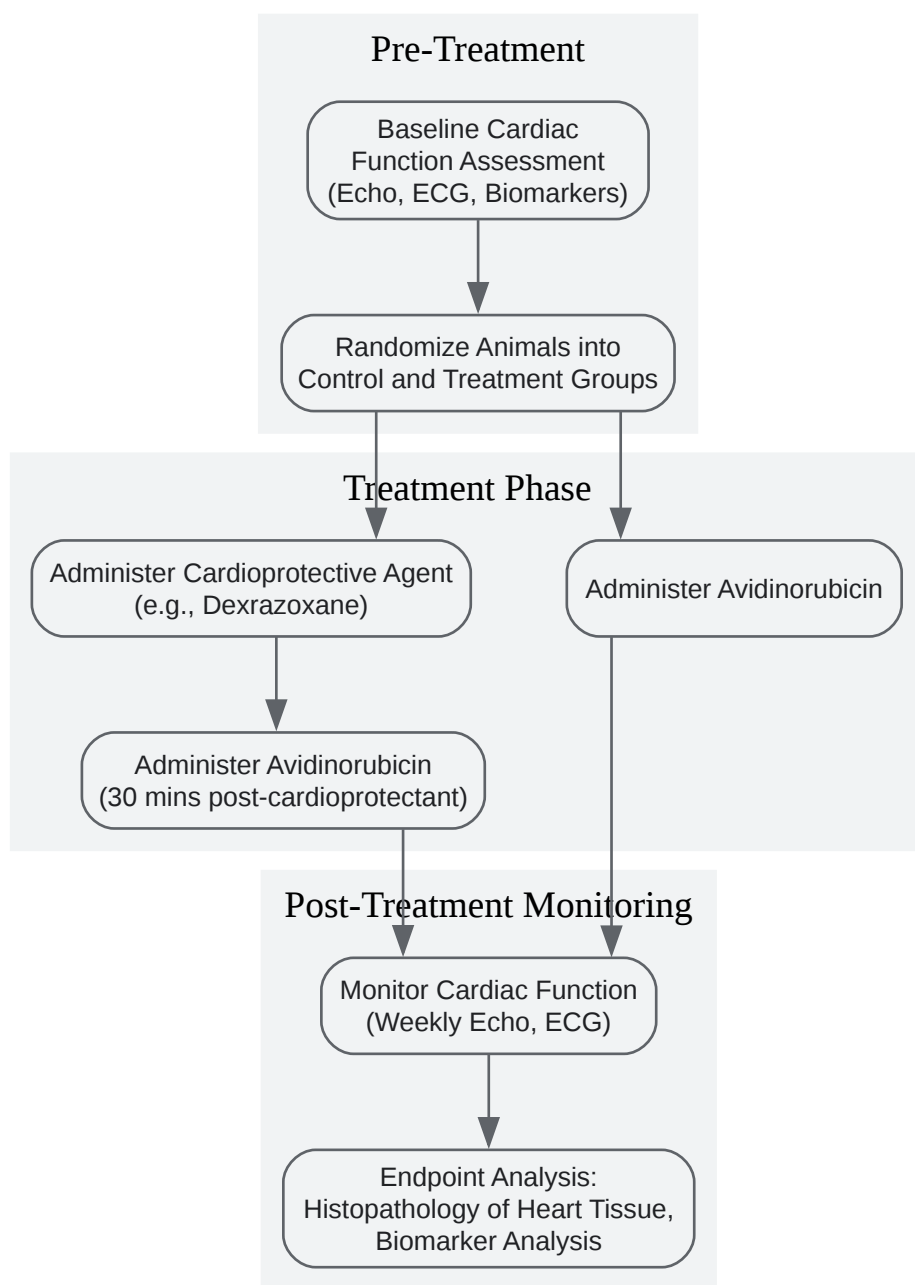 Pre-Treatment
Baseline Cardiac
Function Assessment
(Echo, ECG, Biomarkers)
Randomize Animals into
Control and Treatment Groups
Treatment Phase
Administer Cardioprotective Agent
(e.g., Dexrazoxane)
Administer Avidinorubicin
Administer Avidinorubicin
(30 mins post-cardioprotectant)
Post-Treatment Monitoring
Monitor Cardiac Function
(Weekly Echo, ECG)
Endpoint Analysis:
Histopathology of Heart Tissue,
Biomarker Analysis